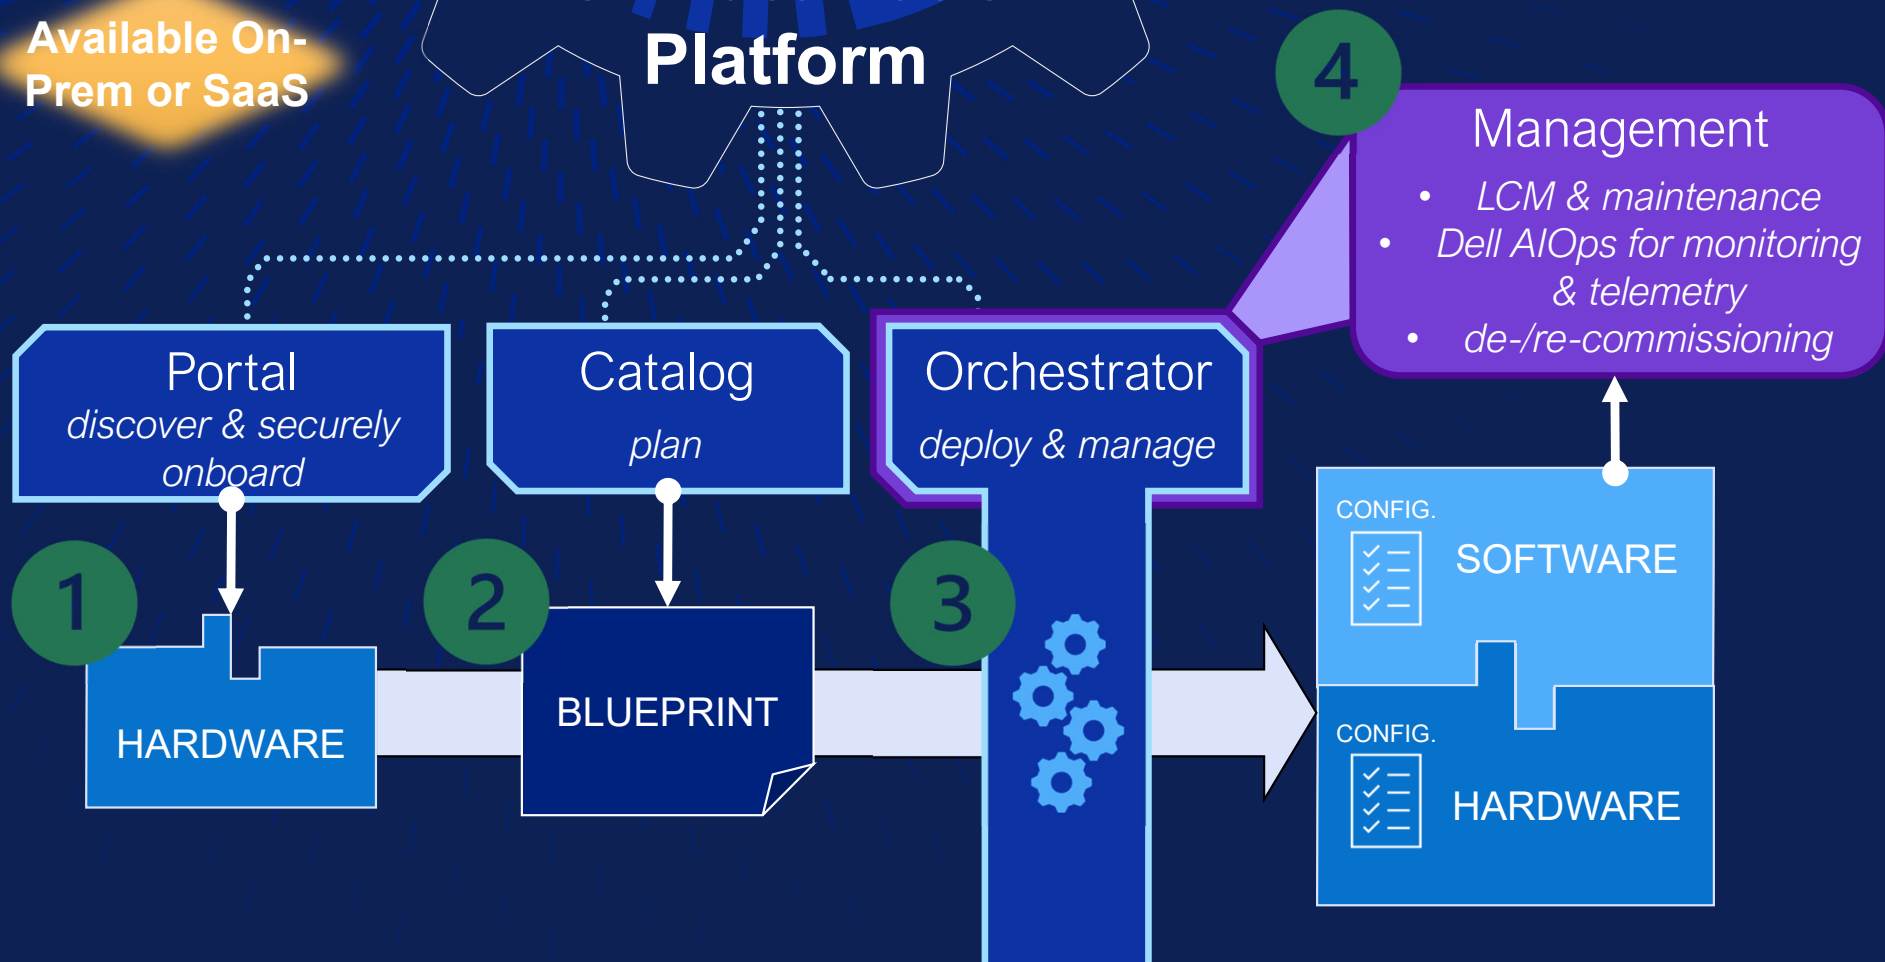 Available On-
Prem or SaaS
Platform
4
Management
• LCM & maintenance
• Dell AIOps for monitoring
& telemetry
• de-/re-commissioning
Portal
discover & securely
onboard
Catalog
plan
Orchestrator
deploy & manage
1
2
3
HARDWARE
BLUEPRINT
CONFIG.
SOFTWARE
CONFIG.
HARDWARE